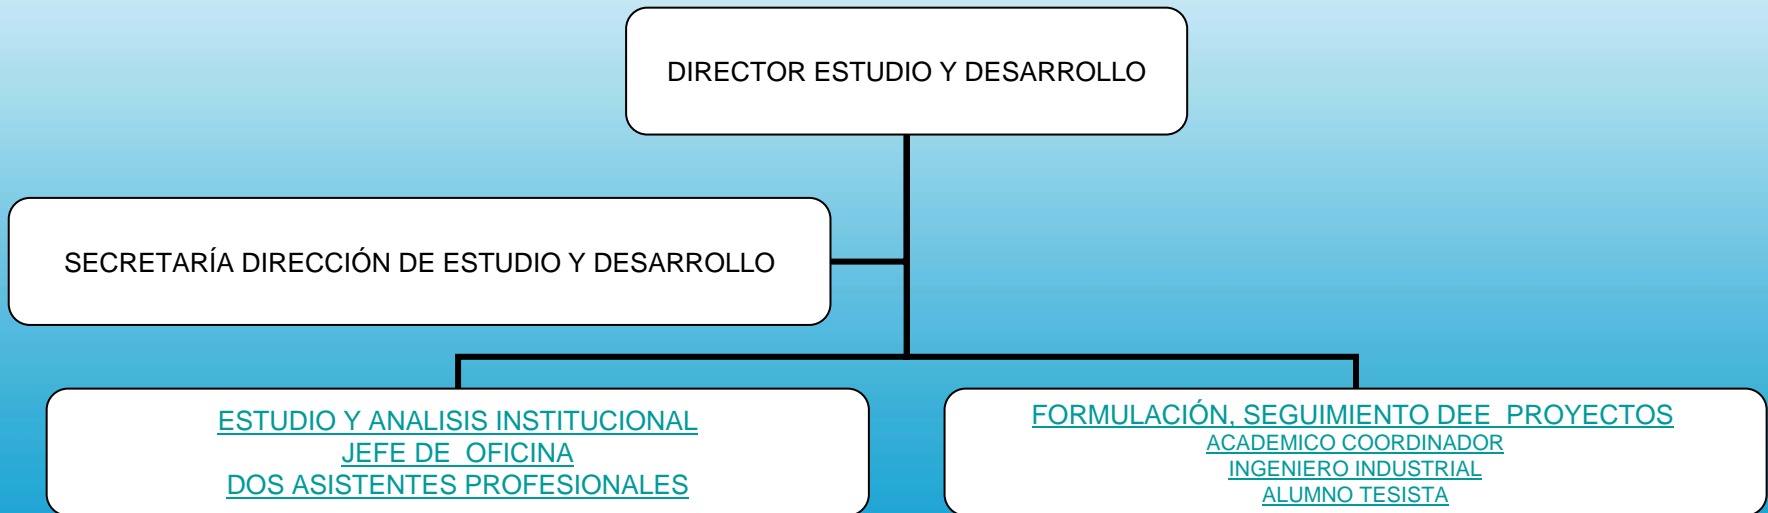 DIRECTOR ESTUDIO Y DESARROLLO
SECRETARÍA DIRECCIÓN DE ESTUDIO Y DESARROLLO
ESTUDIO Y ANALISIS INSTITUCIONAL
JEFE DE  OFICINA
DOS ASISTENTES PROFESIONALES
FORMULACIÓN, SEGUIMIENTO DEE  PROYECTOS
ACADEMICO COORDINADOR
INGENIERO INDUSTRIAL
ALUMNO TESISTA